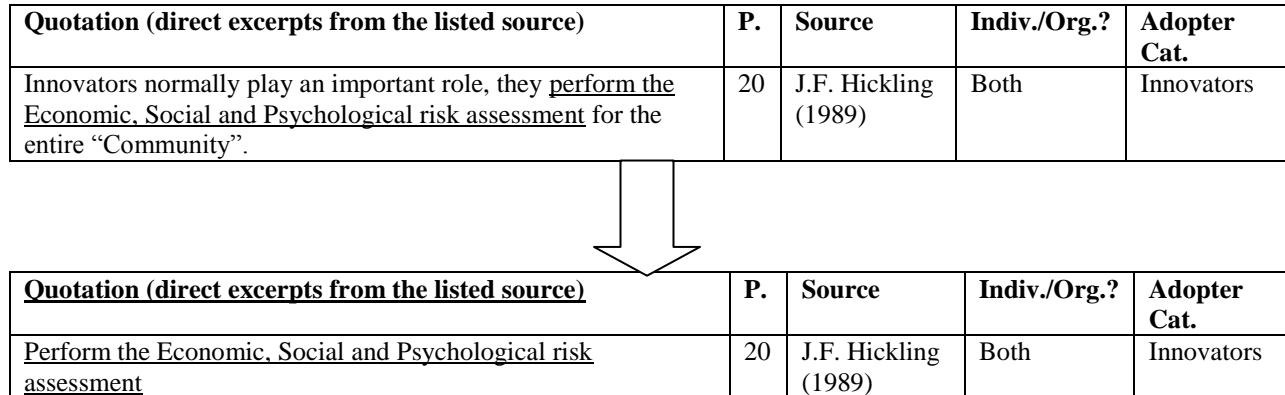 Quotation (direct excerpts from the listed source) P. Source Indiv./Org.? Adopter
Cat.
Innovators normally play an important role, they perform the 20 J.F. Hickling Both Innovators
Economic, Social and Psychological risk assessment for the (1989)
entire “Community”.
Quotation (direct excerpts from the listed source) P. Source Indiv./Org.? Adopter
Cat.
Perform the Economic, Social and Psychological risk 20 J.F. Hickling Both Innovators
assessment (1989)